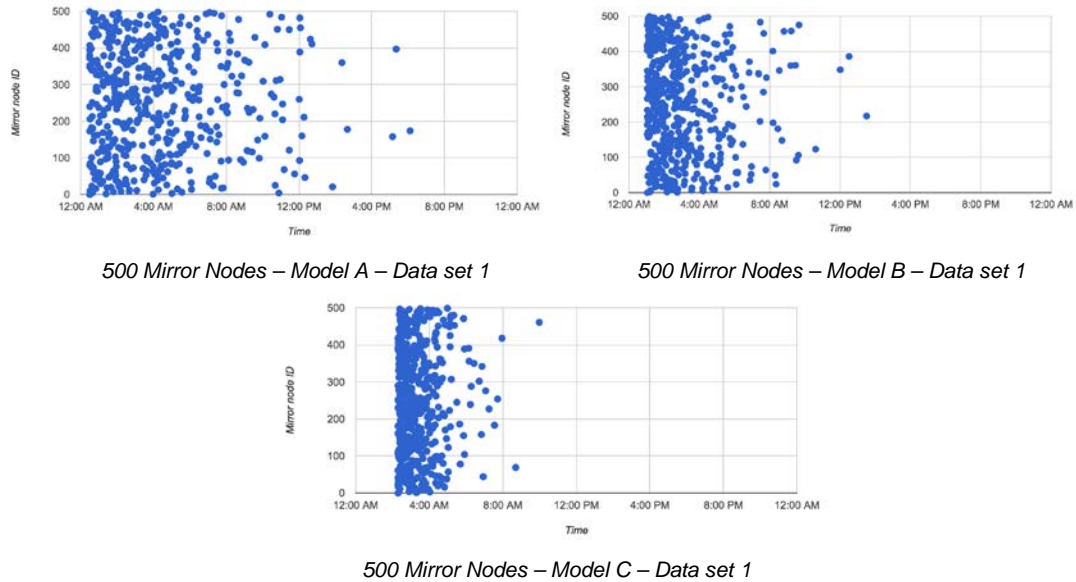 500
400
300
200
100
0
Mirror node ID
12:00 AM 4:00 AM 8:00 AM 12:00 PM 4:00 PM 8:00 PM 12:00 AM
Time
500 Mirror Nodes – Model A – Data set 1
500
400
300
200
100
0
Mirror node ID
12:00 AM 4:00 AM 8:00 AM 12:00 PM 4:00 PM 8:00 PM 12:00 AM
Time
500 Mirror Nodes – Model B – Data set 1
500
400
300
200
100
0
Mirror node ID
12:00 AM 4:00 AM 8:00 AM 12:00 PM 4:00 PM 8:00 PM 12:00 AM
Time
500 Mirror Nodes – Model C – Data set 1